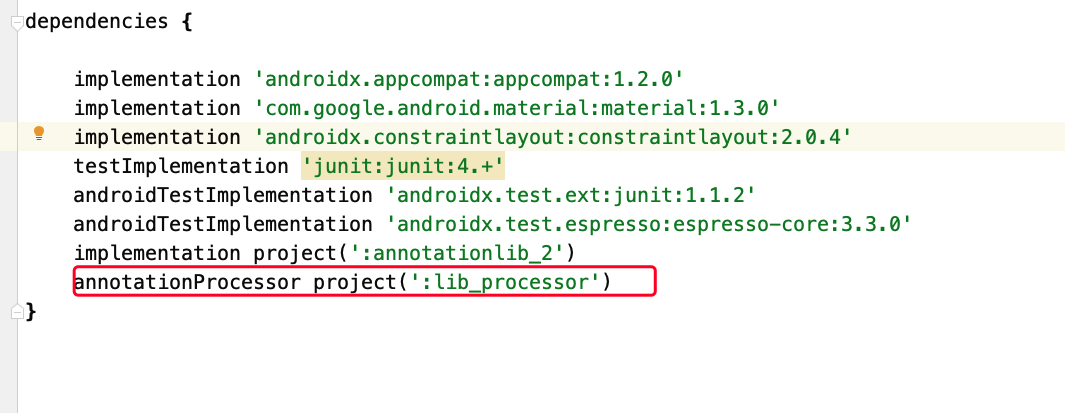 dependencies {
implementation 'androidx.appcompat:appcompat:1.2.0'
implementation 'com.google.android.material:material:1.3.0'
implementation 'androidx.constraintlayout:constraintlayout:2.0.4'
testImplementation 'junit:junit:4.+'
androidTestImplementation 'androidx.test.ext:junit:1.1.2'
androidTestImplementation 'androidx.test.espresso:espresso-core:3.3.0'
implementation project(':annotationlib_2')
annotationProcessor project(':lib_processor')
}